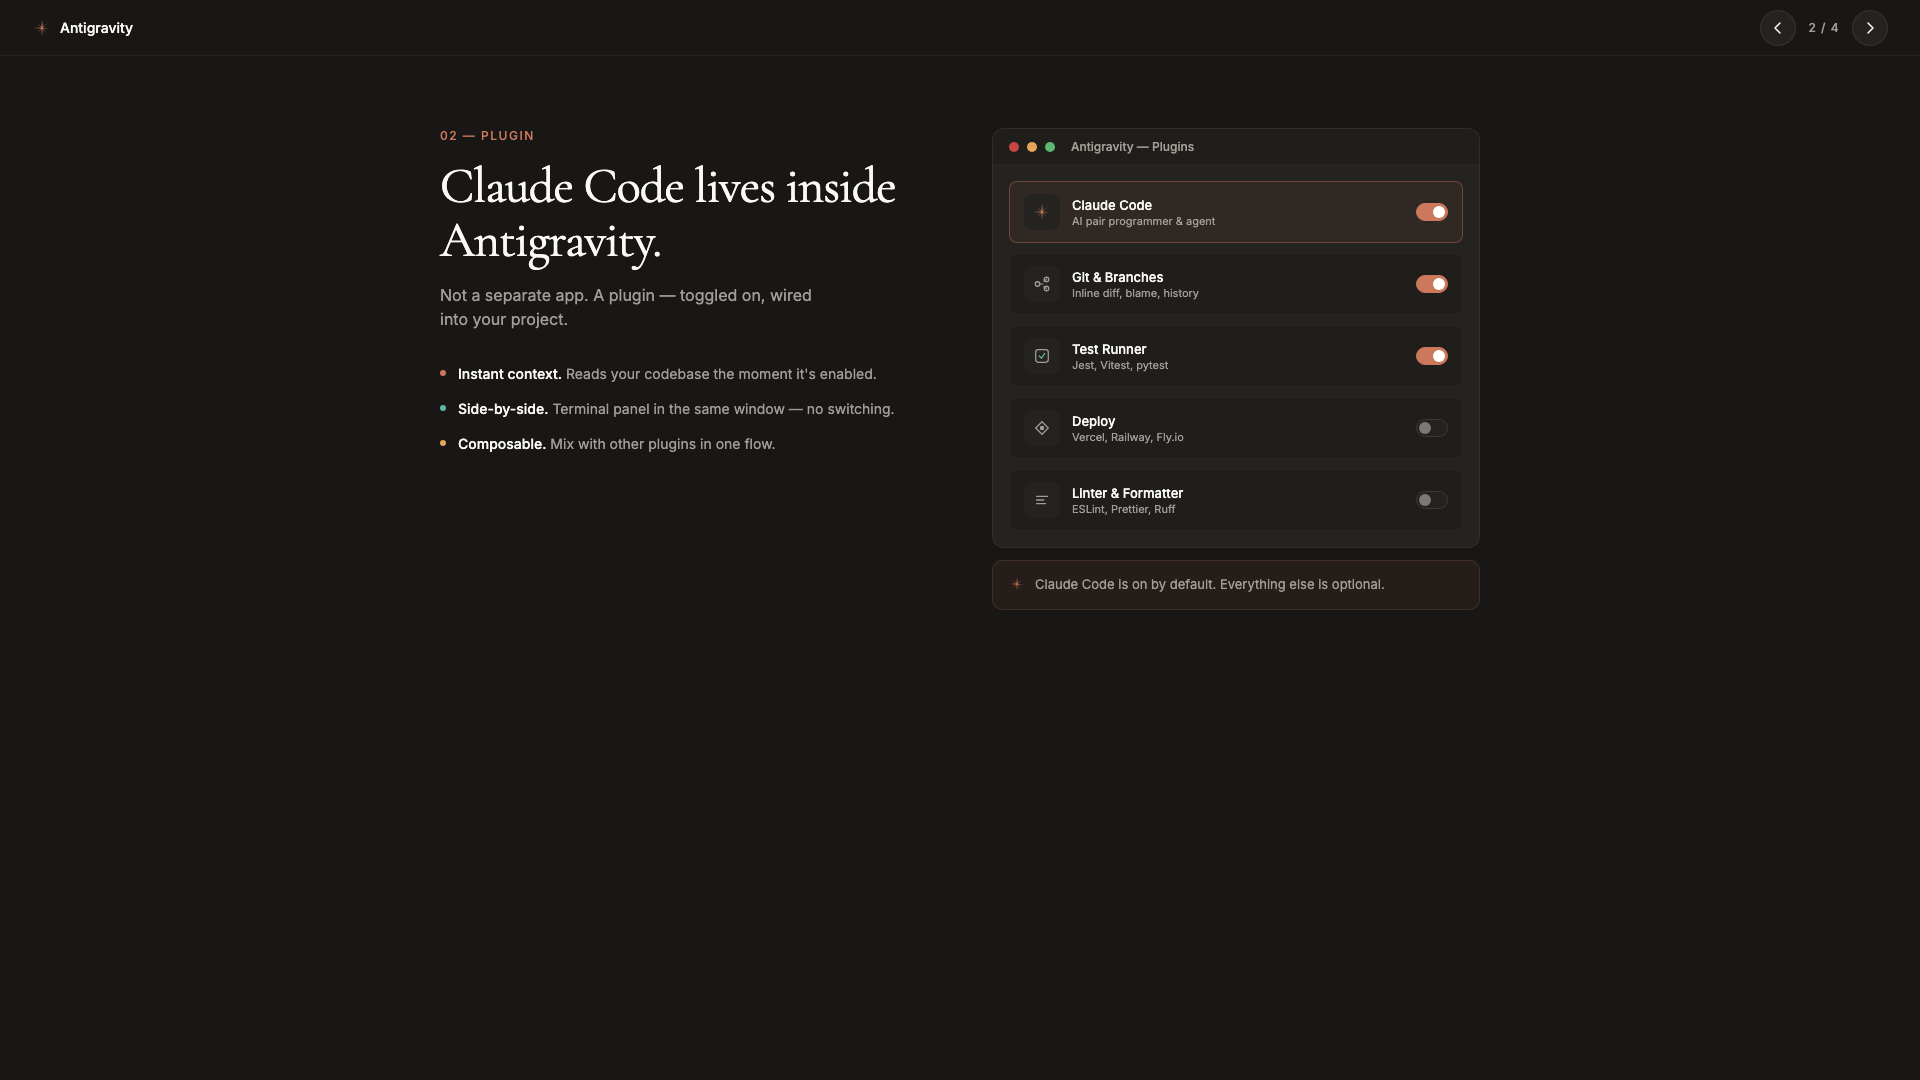 Antigravity
2 / 4
02 — PLUGIN
Claude Code lives inside
Antigravity.
Not a separate app. A plugin — toggled on, wired
into your project.
Instant context. Reads your codebase the moment it's enabled.
Side-by-side. Terminal panel in the same window — no switching.
Composable. Mix with other plugins in one flow.
Antigravity — Plugins
Claude Code
AI pair programmer & agent
Git & Branches
Inline diff, blame, history
Test Runner
Jest, Vitest, pytest
Deploy
Vercel, Railway, Fly.io
Linter & Formatter
ESLint, Prettier, Ruff
Claude Code is on by default. Everything else is optional.